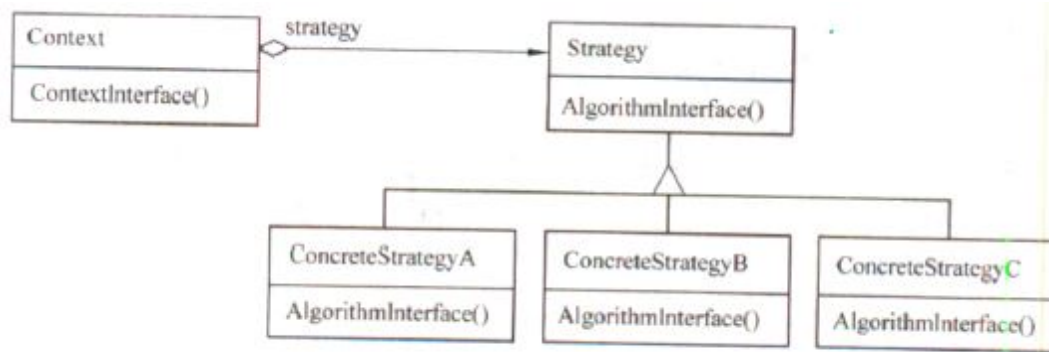 Context
ContextInterface()
strategy
Strategy
AlgorithmInterface()
ConcreteStrategyA
AlgorithmInterface()
ConcreteStrategyB
AlgorithmInterface()
ConcreteStrategyC
AlgorithmInterface()